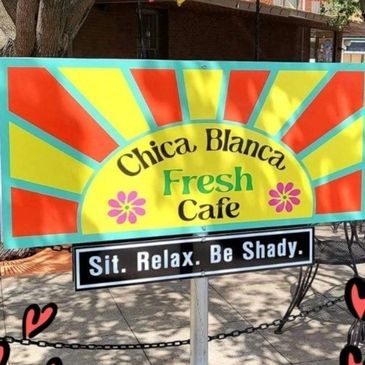 Chica Blanca
Fresh
Cafe
Sit. Relax. Be Shady.